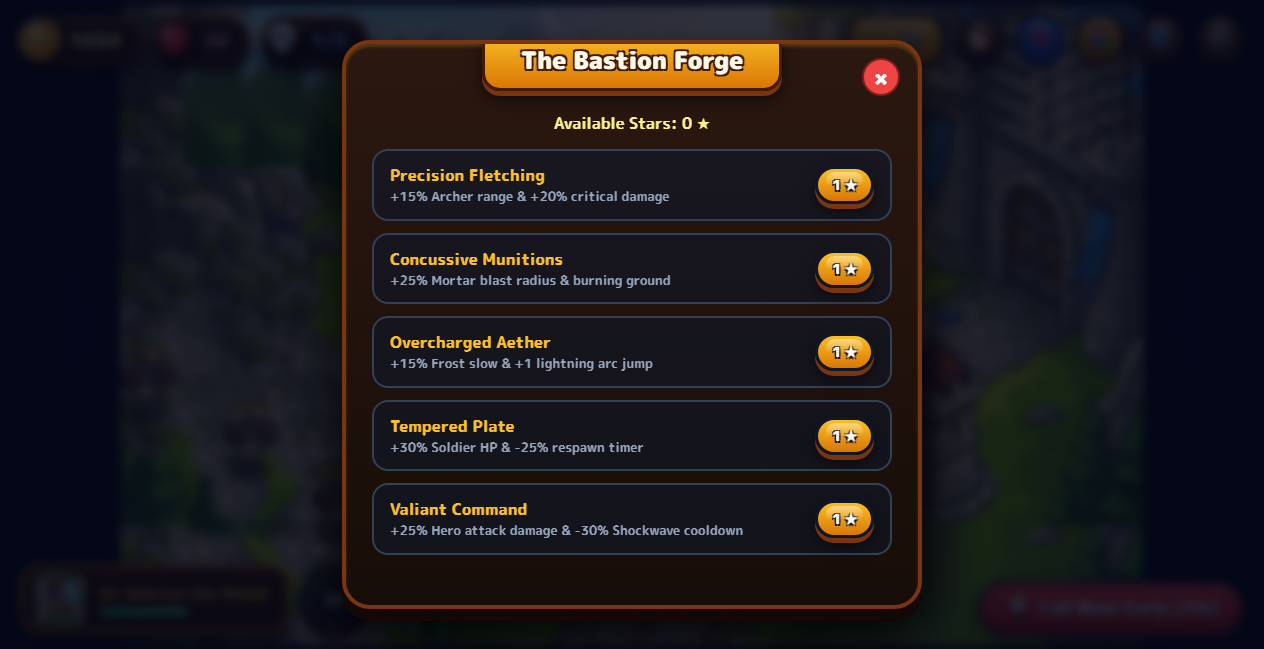 The Bastion Forge
Available Stars: 0 ★
Precision Fletching
+15% Archer range & +20% critical damage
1★
Concussive Munitions
+25% Mortar blast radius & burning ground
1★
Overcharged Aether
+15% Frost slow & +1 lightning arc jump
1★
Tempered Plate
+30% Soldier HP & -25% respawn timer
1★
Valiant Command
+25% Hero attack damage & -30% Shockwave cooldown
1★